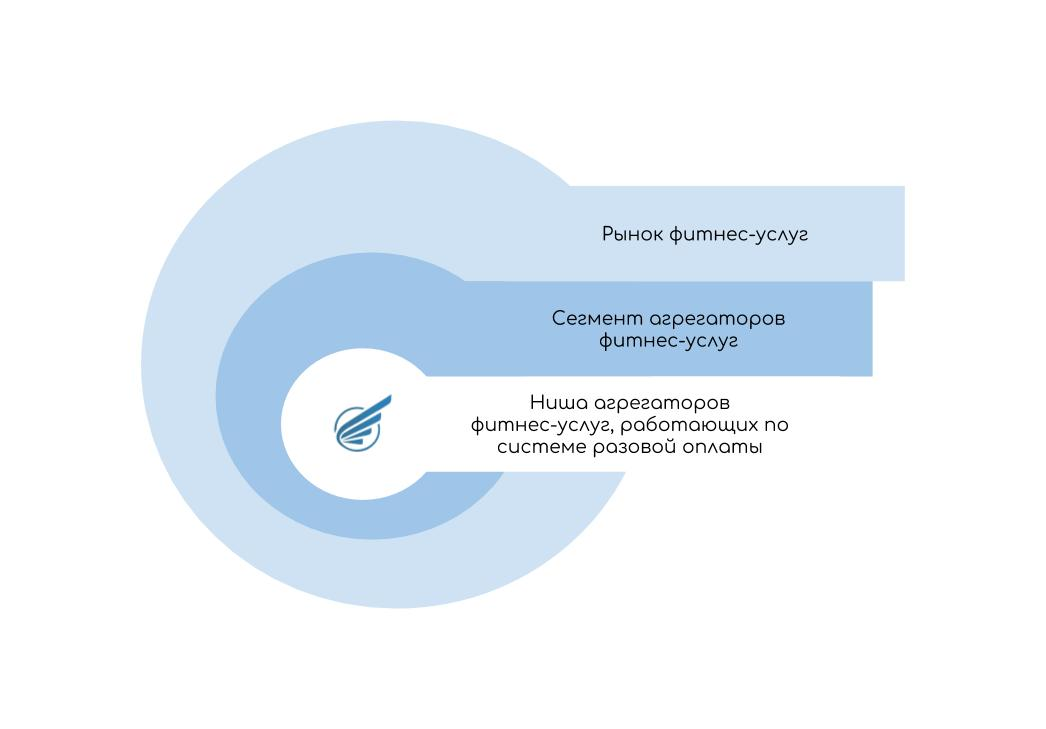 Рынок фитнес-услуг
Сегмент агрегаторов
фитнес-услуг
Ниша агрегаторов
фитнес-услуг, работающих по
системе разовой оплаты